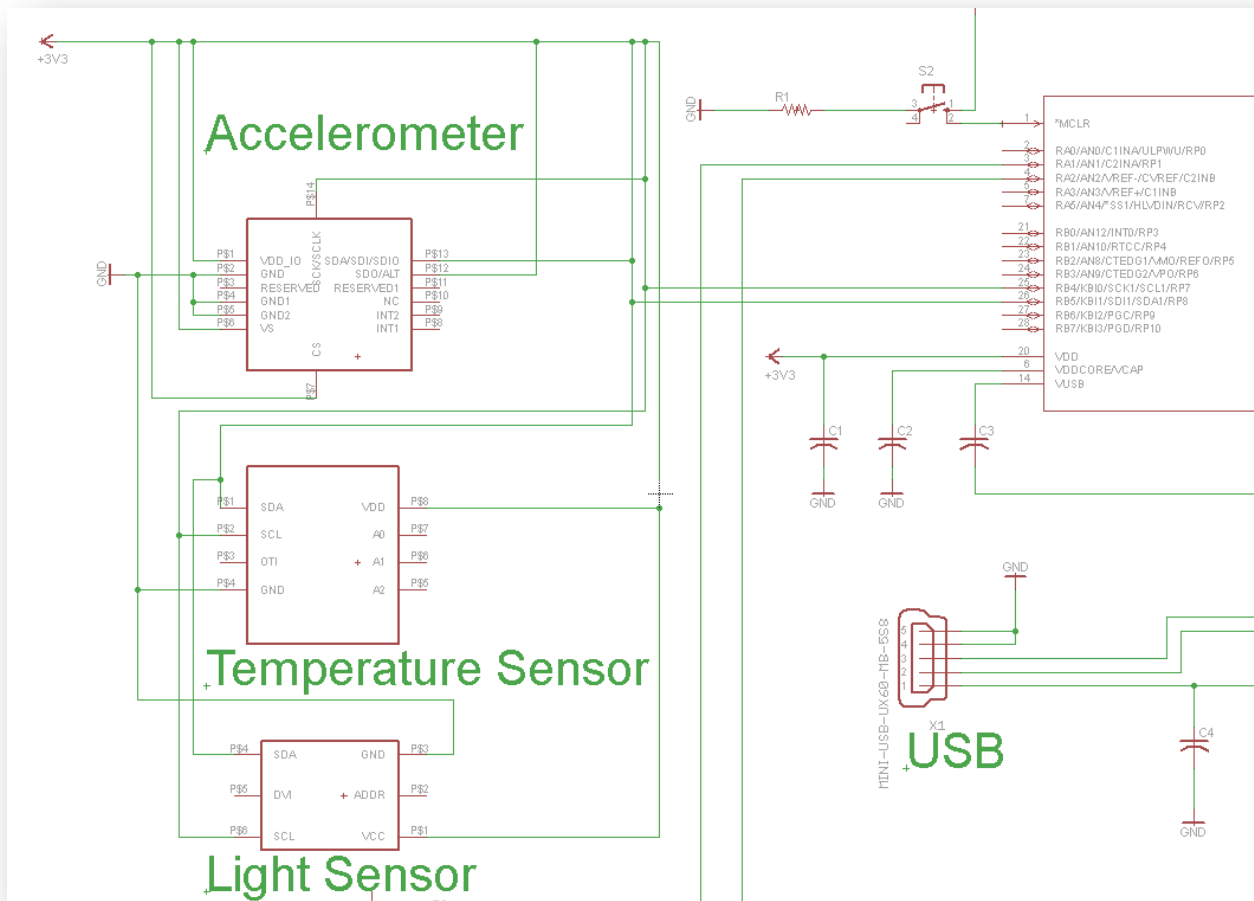 +3V3
Accelerometer
P$14
SCK/SCLK
P$1 VDD_IO SDA/SDI/SDIO P$13
P$2 GND SDO/ALT P$12
P$3 RESERVED RESERVED1 P$11
P$4 GND1 NC P$10
P$5 GND2 INT2 P$9
P$6 VS INT1 P$8
CS
P$7
GND
P$1 SDA VDD P$8
P$2 SCL A0 P$7
P$3 OTI A1 P$6
P$4 GND A2 P$5
Temperature Sensor
P$4 SDA GND P$3
P$5 DVI ADDR P$2
P$6 SCL VCC P$1
Light Sensor
GND
R1
S2
3 1
4 2
1 *MCLR
2 RA0/AN0/C1INA/ULPWU/RP0
3 RA1/AN1/C2INA/RP1
4 RA2/AN2/VREF-/CVREF/C2INB
5 RA3/AN3/VREF+/C1INB
7 RA5/AN4/*SS1/HLVDIN/RCV/RP2
21 RB0/AN12/INT0/RP3
22 RB1/AN10/RTCC/RP4
23 RB2/AN8/CTEDG1/VMO/REFO/RP5
24 RB3/AN9/CTEDG2/VPO/RP6
25 RB4/KBI0/SCK1/SCL1/RP7
26 RB5/KBI1/SDI1/SDA1/RP8
27 RB6/KBI2/PGC/RP9
28 RB7/KBI3/PGD/RP10
20 VDD
6 VDDCORE/VCAP
14 VUSB
+3V3
C1
C2
C3
GND
GND
GND
5
4
3
2
1
MINI-USB-UX60-MB-5S8
X1
USB
C4
GND